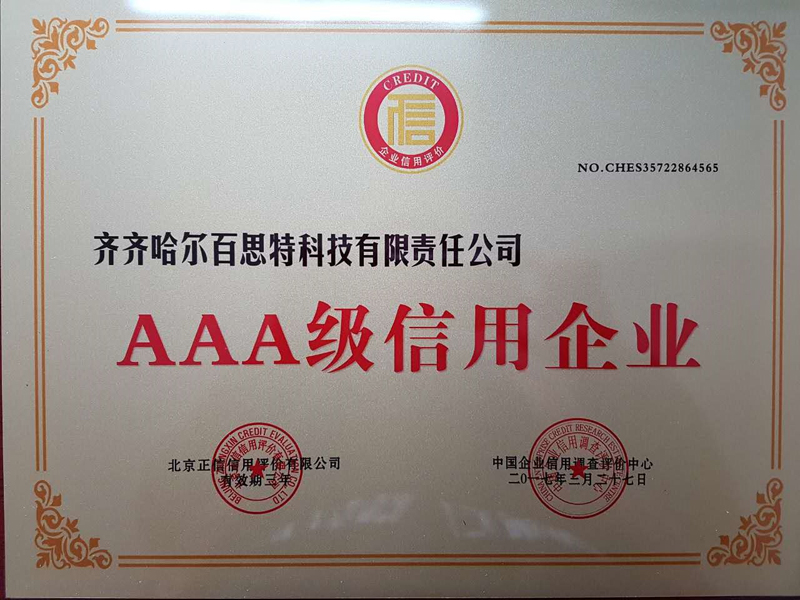 CREDIT
信
企业信用评价
NO.CHES35722864565
齐齐哈尔百思特科技有限责任公司
AAA级信用企业
北京正信信用评价有限公司
有效期三年
中国企业信用调查评价中心
二〇一七年三月二十七日